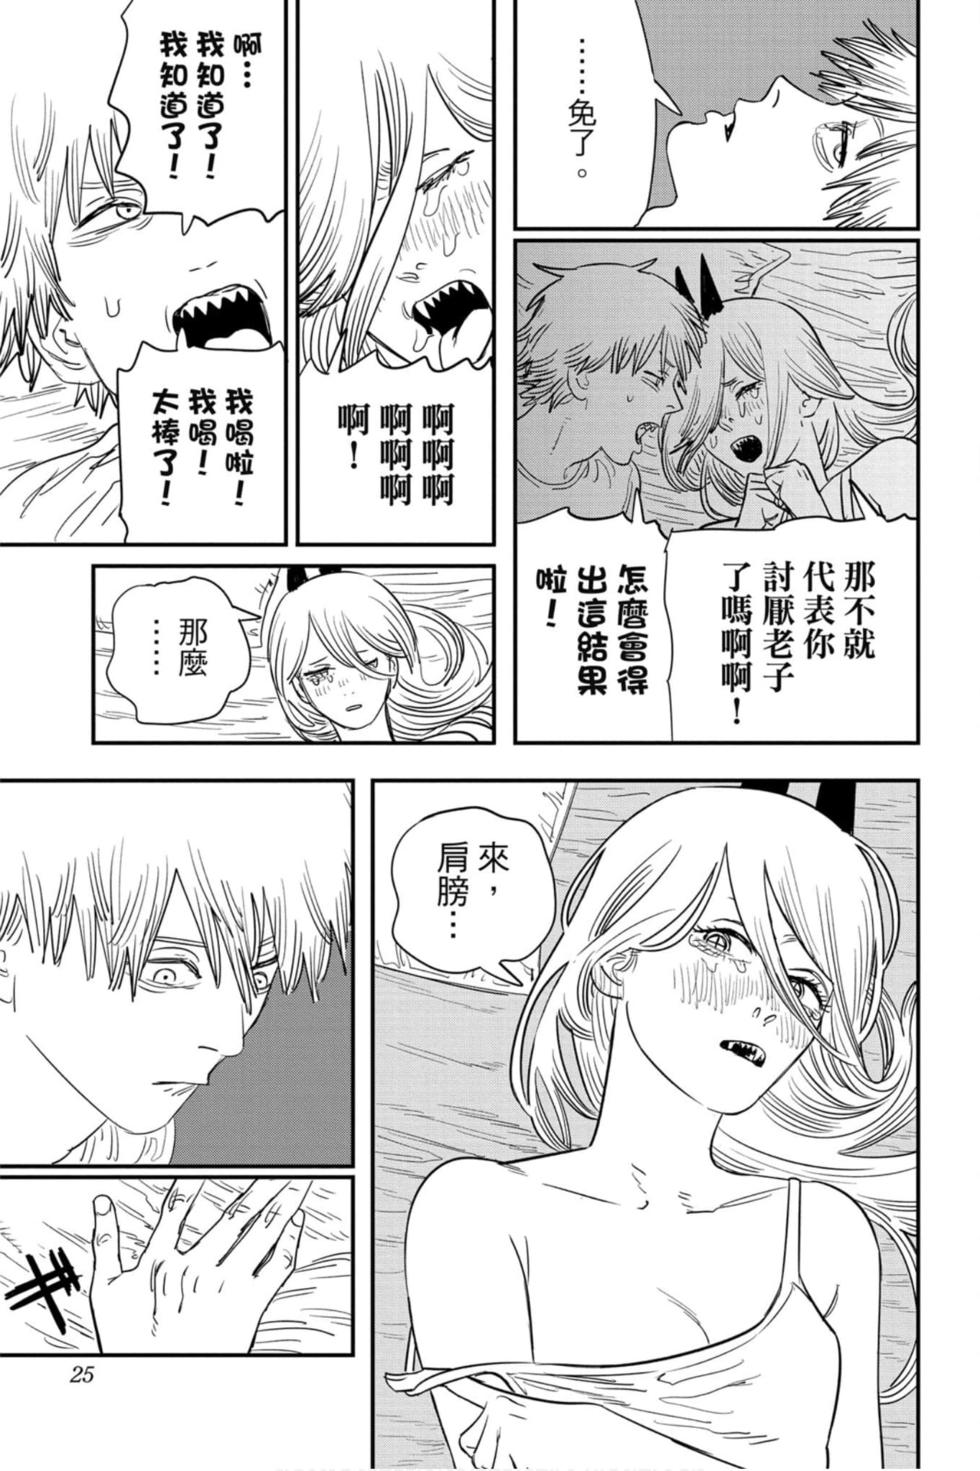 ……免了。
那不就
代表你
討厭老子
了嗎啊啊！
怎麼會得
出這結果
啦！
啊啊啊
啊啊啊
啊！
啊…
我知道了！
我知道了！
我喝啦！
我喝！
太棒了！
那麼
……
來，
肩膀…
25